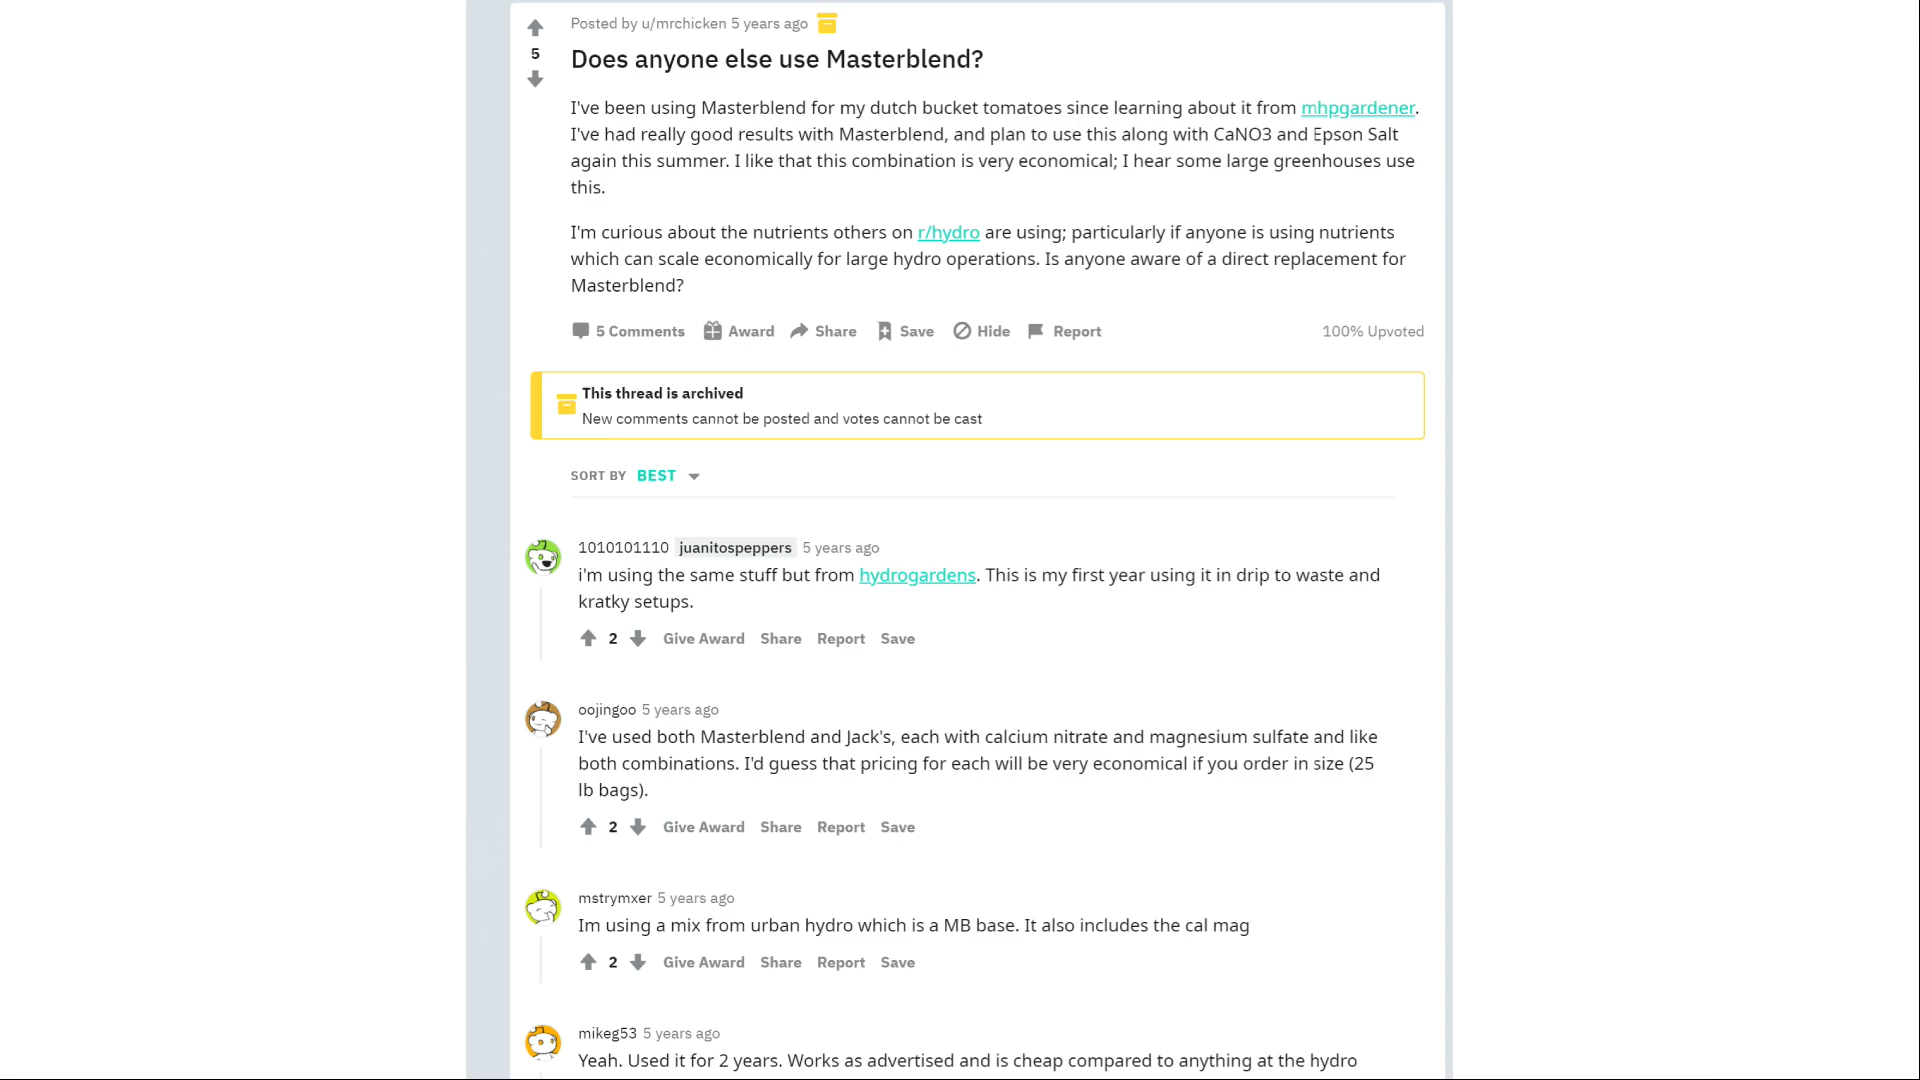 Posted by u/mrchicken 5 years ago
5
Does anyone else use Masterblend?
I've been using Masterblend for my dutch bucket tomatoes since learning about it from mhpgardener.
I've had really good results with Masterblend, and plan to use this along with CaNO3 and Epson Salt
again this summer. I like that this combination is very economical; I hear some large greenhouses use
this.
I'm curious about the nutrients others on r/hydro are using; particularly if anyone is using nutrients
which can scale economically for large hydro operations. Is anyone aware of a direct replacement for
Masterblend?
5 Comments Award Share Save Hide Report 100% Upvoted
This thread is archived
New comments cannot be posted and votes cannot be cast
SORT BY BEST
1010101110 juanitospeppers 5 years ago
i'm using the same stuff but from hydrogardens. This is my first year using it in drip to waste and
kratky setups.
2 Give Award Share Report Save
oojingoo 5 years ago
I've used both Masterblend and Jack's, each with calcium nitrate and magnesium sulfate and like
both combinations. I'd guess that pricing for each will be very economical if you order in size (25
lb bags).
2 Give Award Share Report Save
mstrymxer 5 years ago
Im using a mix from urban hydro which is a MB base. It also includes the cal mag
2 Give Award Share Report Save
mikeg53 5 years ago
Yeah. Used it for 2 years. Works as advertised and is cheap compared to anything at the hydro